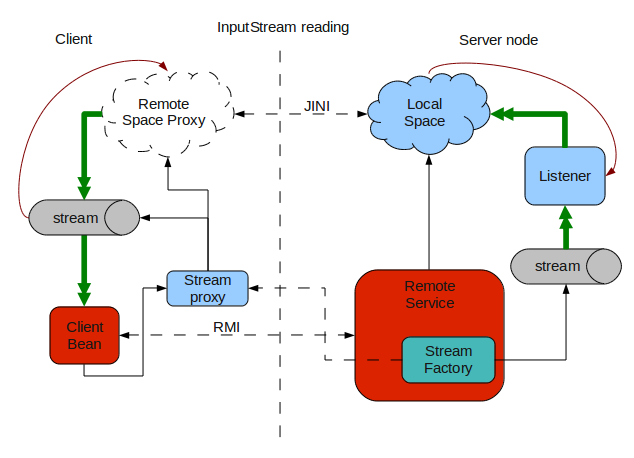 InputStream reading
Client
Server node
Remote
Space Proxy
JINI
Local
Space
Listener
stream
stream
Stream
proxy
Remote
Service
Client
Bean
RMI
Stream
Factory